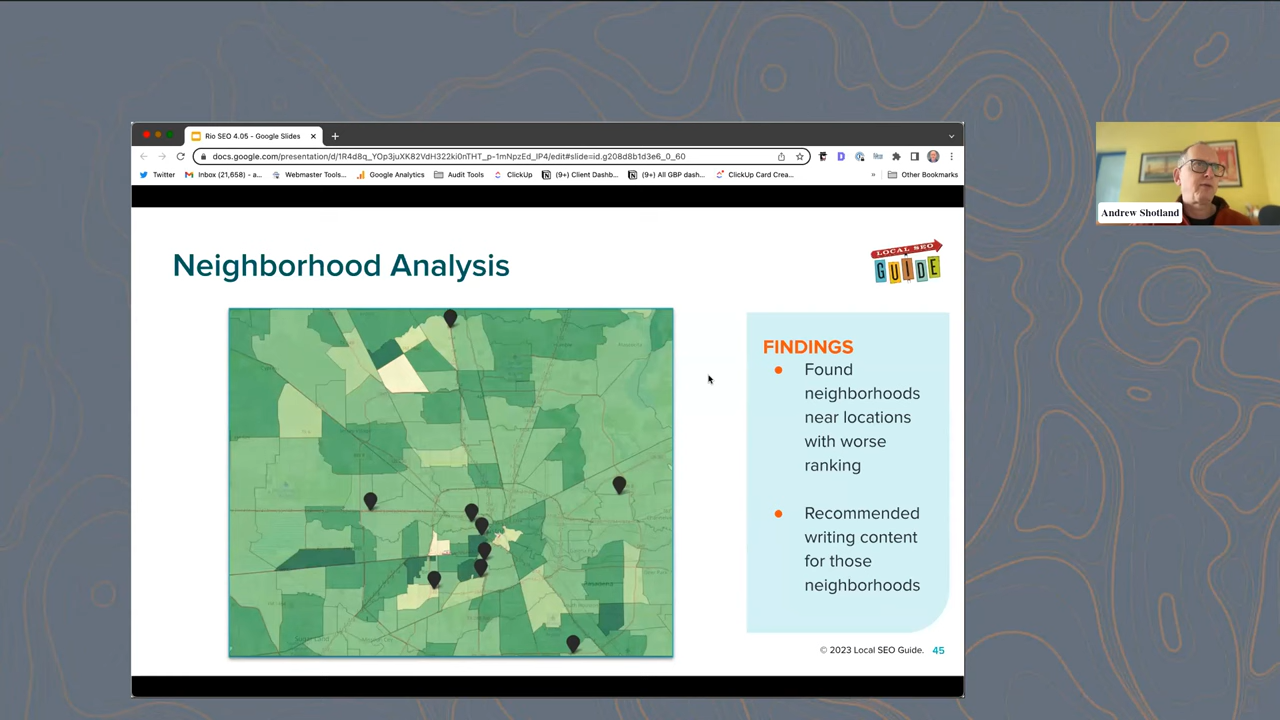 Rio SEO 4.05 - Google Slides
docs.google.com/presentation/d/1R4d8q_YOp3juXK82VdH322ki0nTHT_p-1mNpzEd_IP4/edit#slide=id.g208d8b1d3e6_0_60
Twitter
Inbox (21,658) - a...
Webmaster Tools...
Google Analytics
Audit Tools
ClickUp
(9+) Client Dashb...
(9+) All GBP dash...
ClickUp Card Crea...
»
Other Bookmarks
Andrew Shotland
Neighborhood Analysis
LOCAL SEO
GUIDE
FINDINGS
● Found
neighborhoods
near locations
with worse
ranking
● Recommended
writing content
for those
neighborhoods
© 2023 Local SEO Guide. 45